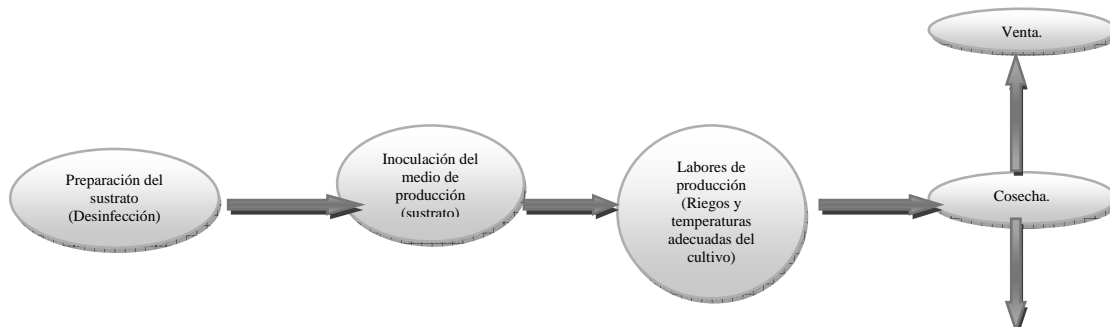 Preparación del
sustrato
(Desinfección)
Inoculación del
medio de
producción
(sustrato)
Labores de
producción
(Riegos y
temperaturas
adecuadas del
cultivo)
Venta.
Cosecha.